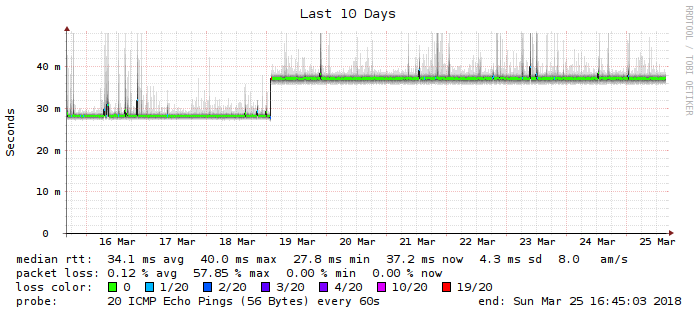 Last 10 Days
RRDTOOL / TOBI OETIKER
Seconds
40 m
30 m
20 m
10 m
0
16 Mar 17 Mar 18 Mar 19 Mar 20 Mar 21 Mar 22 Mar 23 Mar 24 Mar 25 Mar
median rtt: 34.1 ms avg 40.0 ms max 27.8 ms min 37.2 ms now 4.3 ms sd 8.0 am/s
packet loss: 0.12 % avg 57.85 % max 0.00 % min 0.00 % now
loss color: 0 1/20 2/20 3/20 4/20 10/20 19/20
probe: 20 ICMP Echo Pings (56 Bytes) every 60s end: Sun Mar 25 16:45:03 2018